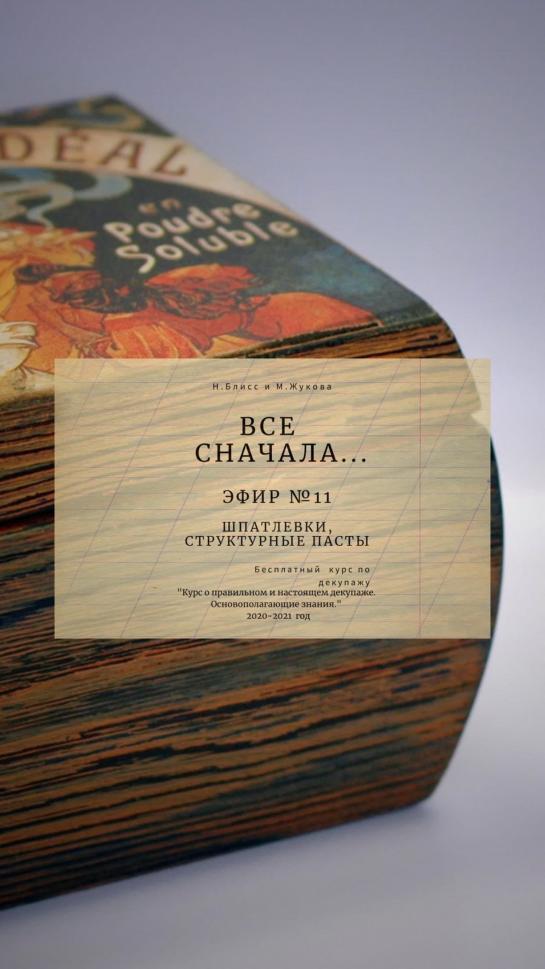 DÉAL
en
Poudre
Soluble
Н.Блисс и М.Жукова
ВСЕ
СНАЧАЛА...
ЭФИР №11
ШПАТЛЕВКИ,
СТРУКТУРНЫЕ ПАСТЫ
Бесплатный курс по
декупажу
"Курс о правильном и настоящем декупаже.
Основополагающие знания."
2020-2021 год